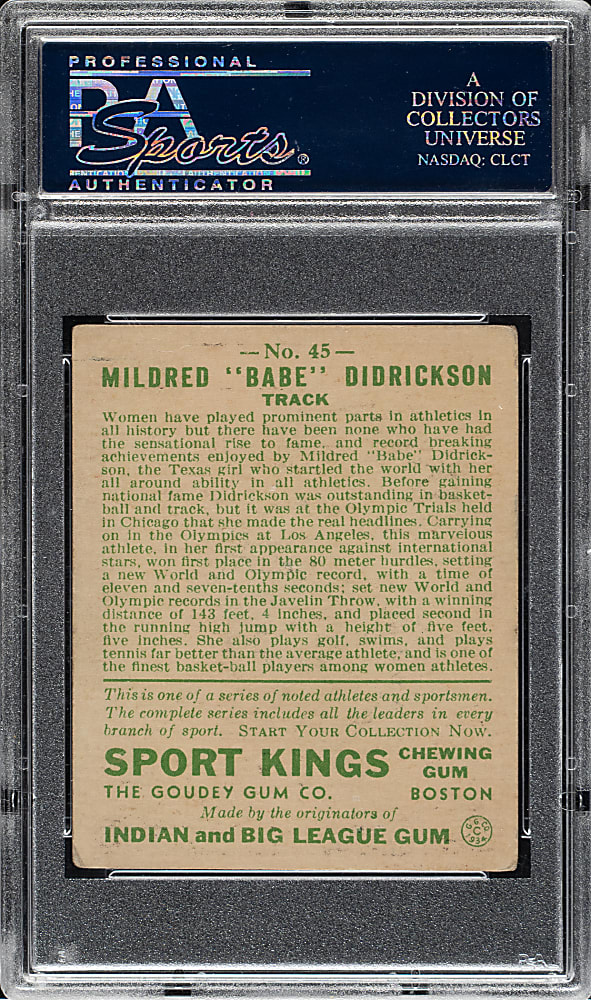 PROFESSIONAL
PSA
Sports®
AUTHENTICATOR
A
DIVISION OF
COLLECTORS
UNIVERSE
NASDAQ: CLCT
—No. 45—
MILDRED "BABE" DIDRICKSON
TRACK
Women have played prominent parts in athletics in
all history but there have been none who have had
the sensational rise to fame, and record breaking
achievements enjoyed by Mildred "Babe" Didrick-
son, the Texas girl who startled the world with her
all around ability in all athletics. Before gaining
national fame Didrickson was outstanding in basket-
ball and track, but it was at the Olympic Trials held
in Chicago that she made the real headlines. Carrying
on in the Olympics at Los Angeles, this marvelous
athlete, in her first appearance against international
stars, won first place in the 80 meter hurdles, setting
a new World and Olympic record, with a time of
eleven and seven-tenths seconds; set new World and
Olympic records in the Javelin Throw, with a winning
distance of 143 feet, 4 inches, and placed second in
the running high jump with a height of five feet,
five inches. She also plays golf, swims, and plays
tennis far better than the average athlete, and is one of
the finest basket-ball players among women athletes.
This is one of a series of noted athletes and sportsmen.
The complete series includes all the leaders in every
branch of sport. START YOUR COLLECTION NOW.
SPORT KINGS CHEWING GUM
THE GOUDEY GUM CO. BOSTON
Made by the originators of
INDIAN and BIG LEAGUE GUM
G.G.CO.
C
1934